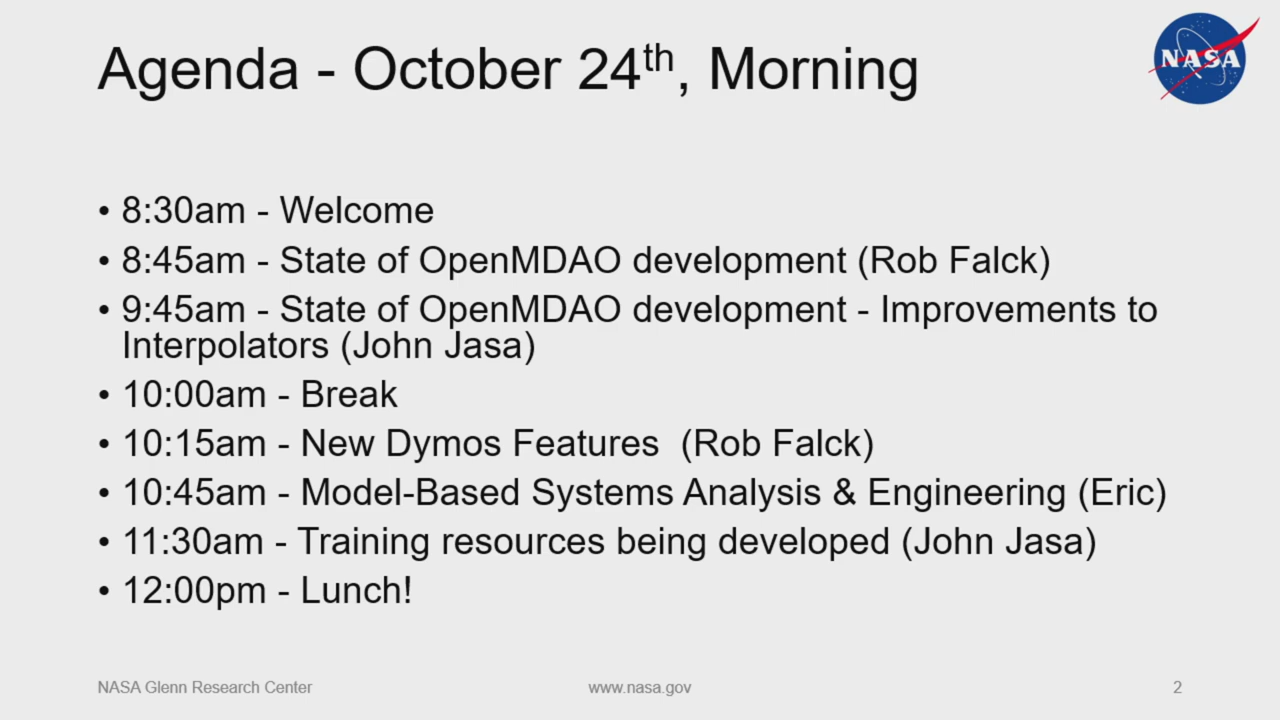 Agenda - October 24th, Morning
NASA
• 8:30am - Welcome
• 8:45am - State of OpenMDAO development (Rob Falck)
• 9:45am - State of OpenMDAO development - Improvements to
Interpolators (John Jasa)
• 10:00am - Break
• 10:15am - New Dymos Features  (Rob Falck)
• 10:45am - Model-Based Systems Analysis & Engineering (Eric)
• 11:30am - Training resources being developed (John Jasa)
• 12:00pm - Lunch!
NASA Glenn Research Center
www.nasa.gov
2